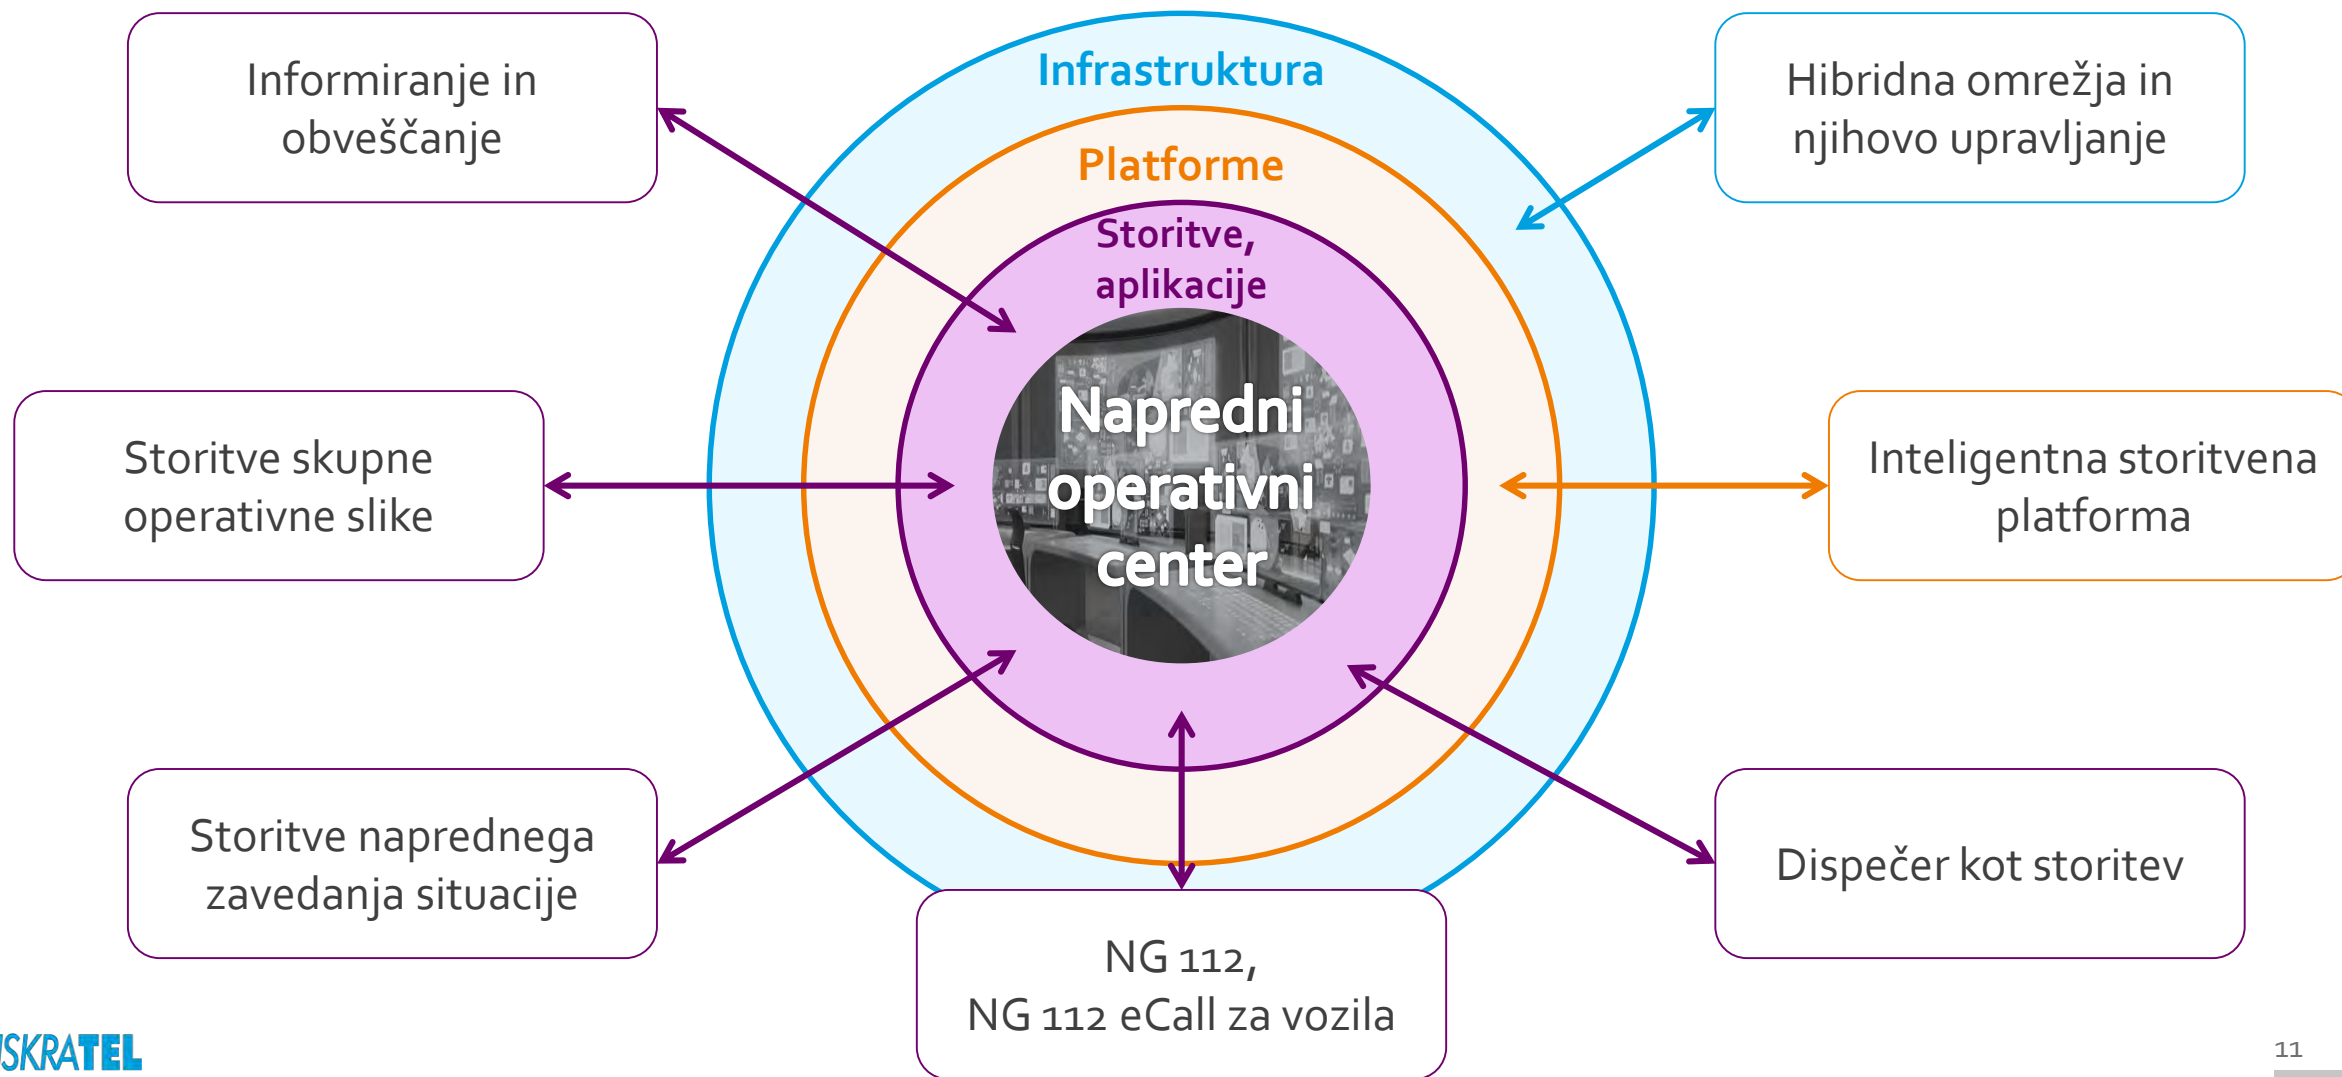 Informiranje in
obveščanje
Infrastruktura
Hibridna omrežja in
njihovo upravljanje
Platforme
Storitve,
aplikacije
Napredni
operativni
center
Storitve skupne
operativne slike
Inteligentna storitvena
platforma
Storitve naprednega
zavedanja situacije
Dispečer kot storitev
NG 112,
NG 112 eCall za vozila
ISKRATEL
11